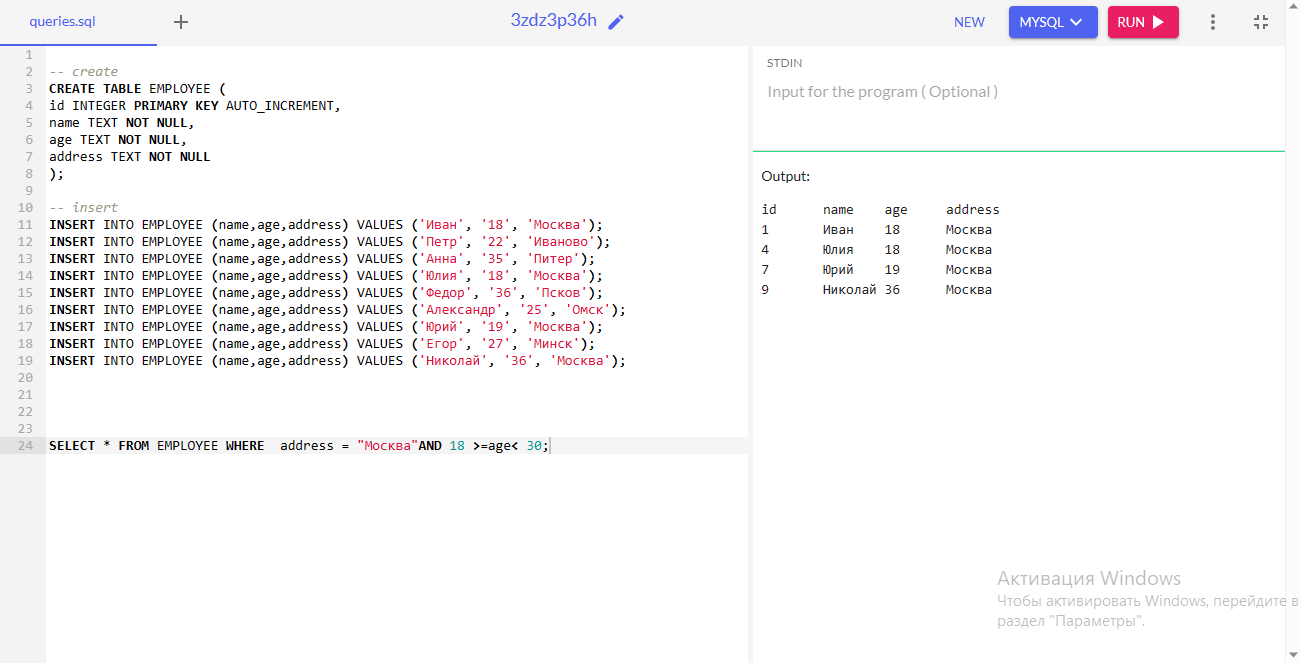 queries.sql + 3zdz3p36h NEW MYSQL RUN
1
2 -- create
3 CREATE TABLE EMPLOYEE (
4 id INTEGER PRIMARY KEY AUTO_INCREMENT,
5 name TEXT NOT NULL,
6 age TEXT NOT NULL,
7 address TEXT NOT NULL
8 );
9
10 -- insert
11 INSERT INTO EMPLOYEE (name,age,address) VALUES ('Иван', '18', 'Москва');
12 INSERT INTO EMPLOYEE (name,age,address) VALUES ('Петр', '22', 'Иваново');
13 INSERT INTO EMPLOYEE (name,age,address) VALUES ('Анна', '35', 'Питер');
14 INSERT INTO EMPLOYEE (name,age,address) VALUES ('Юлия', '18', 'Москва');
15 INSERT INTO EMPLOYEE (name,age,address) VALUES ('Федор', '36', 'Псков');
16 INSERT INTO EMPLOYEE (name,age,address) VALUES ('Александр', '25', 'Омск');
17 INSERT INTO EMPLOYEE (name,age,address) VALUES ('Юрий', '19', 'Москва');
18 INSERT INTO EMPLOYEE (name,age,address) VALUES ('Егор', '27', 'Минск');
19 INSERT INTO EMPLOYEE (name,age,address) VALUES ('Николай', '36', 'Москва');
20
21
22
23
24 SELECT * FROM EMPLOYEE WHERE  address = "Москва"AND 18 >=age< 30;
STDIN
Input for the program ( Optional )
Output:
id name age address
1 Иван 18 Москва
4 Юлия 18 Москва
7 Юрий 19 Москва
9 Николай 36 Москва
Активация Windows
Чтобы активировать Windows, перейдите в
раздел "Параметры".